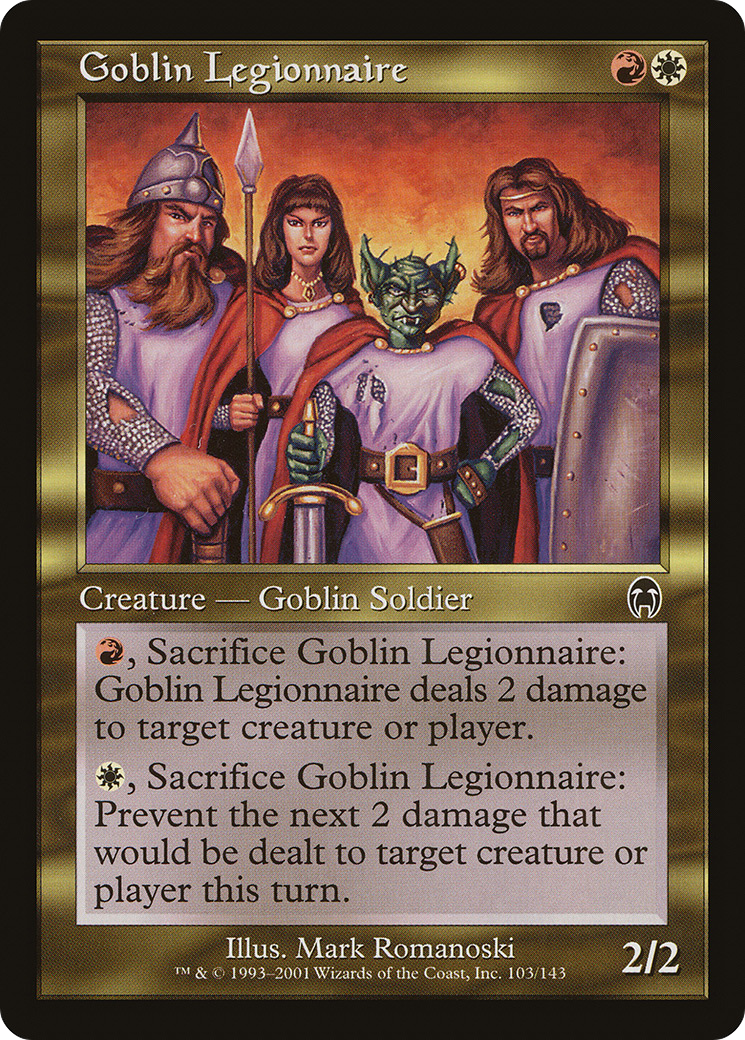 Goblin Legionnaire
Creature — Goblin Soldier
, Sacrifice Goblin Legionnaire:
Goblin Legionnaire deals 2 damage
to target creature or player.
, Sacrifice Goblin Legionnaire:
Prevent the next 2 damage that
would be dealt to target creature or
player this turn.
Illus. Mark Romanoski
™ & © 1993–2001 Wizards of the Coast, Inc. 103/143
2/2